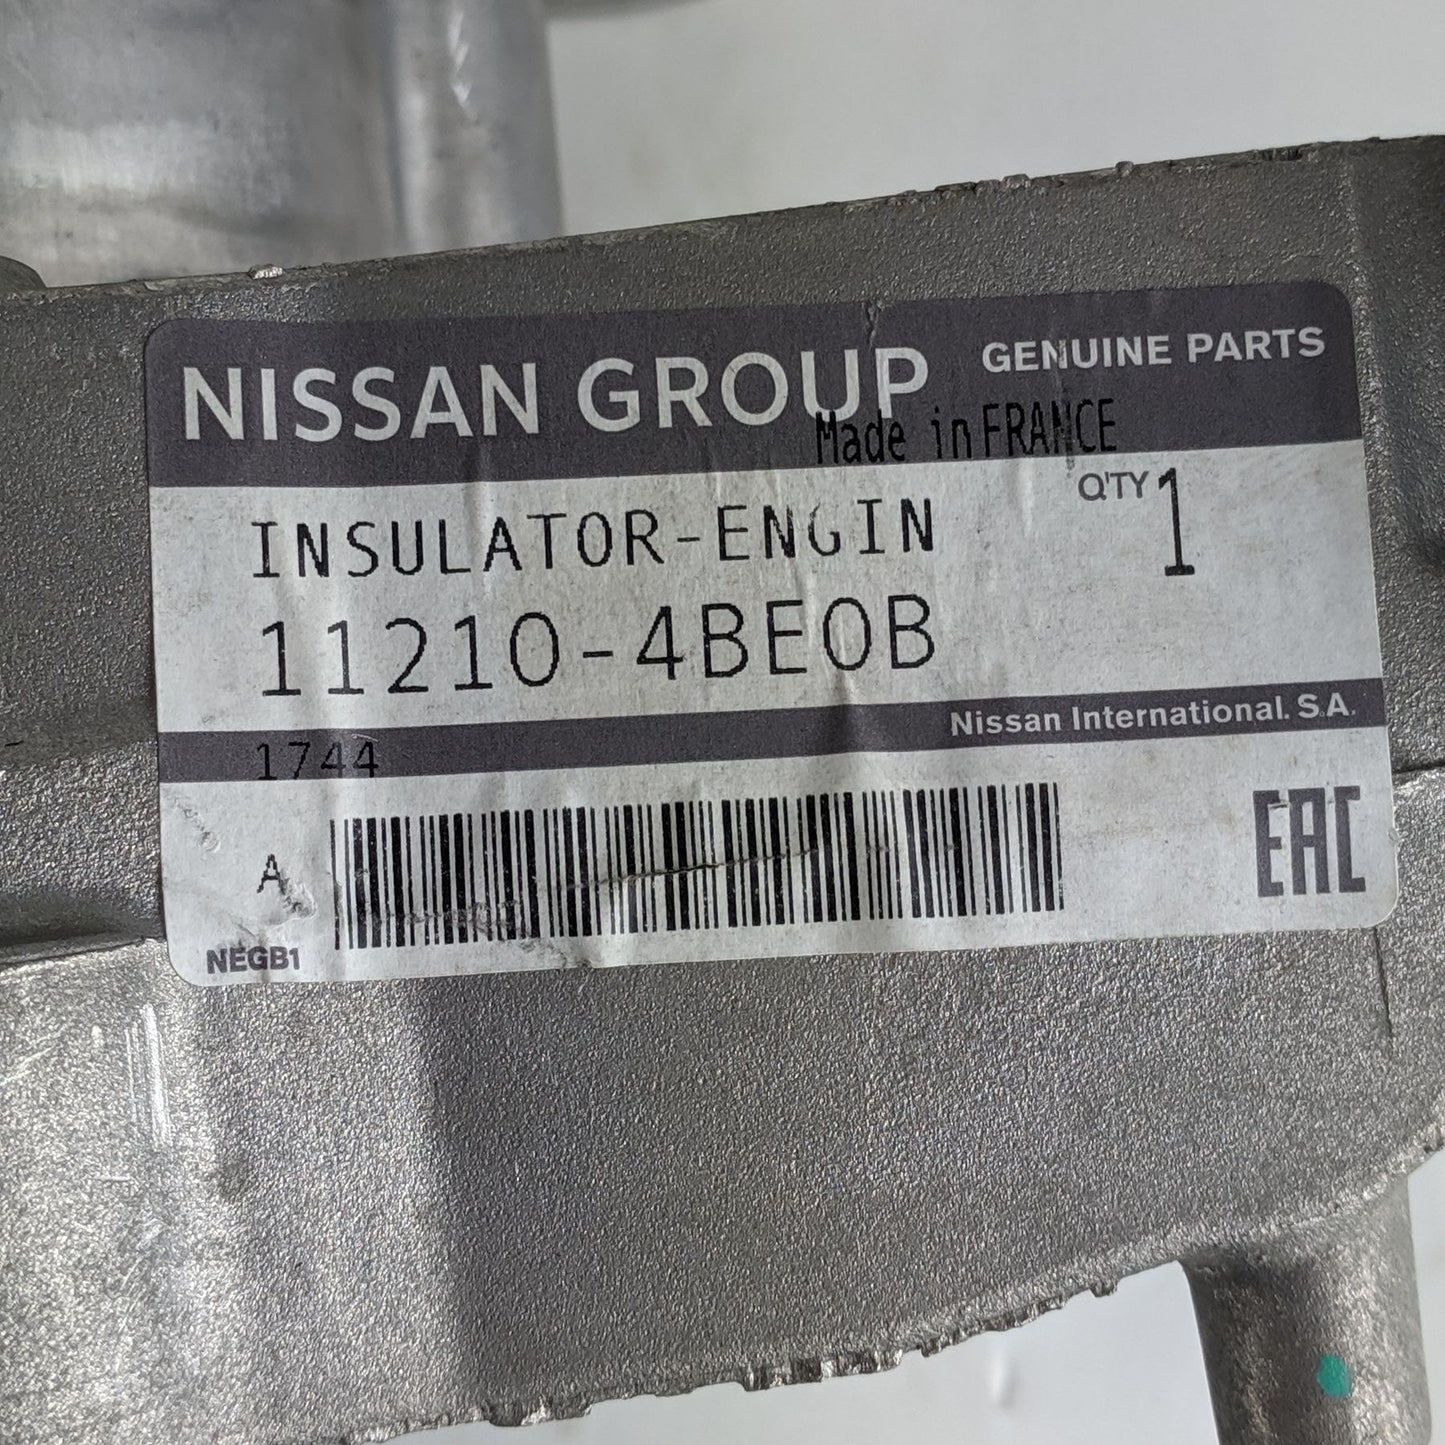 NISSAN GROUP GENUINE PARTS
Made in FRANCE
INSULATOR-ENGIN Q'TY 1
11210-4BE0B
Nissan International. S.A.
1744
EAC
A
NEGB1